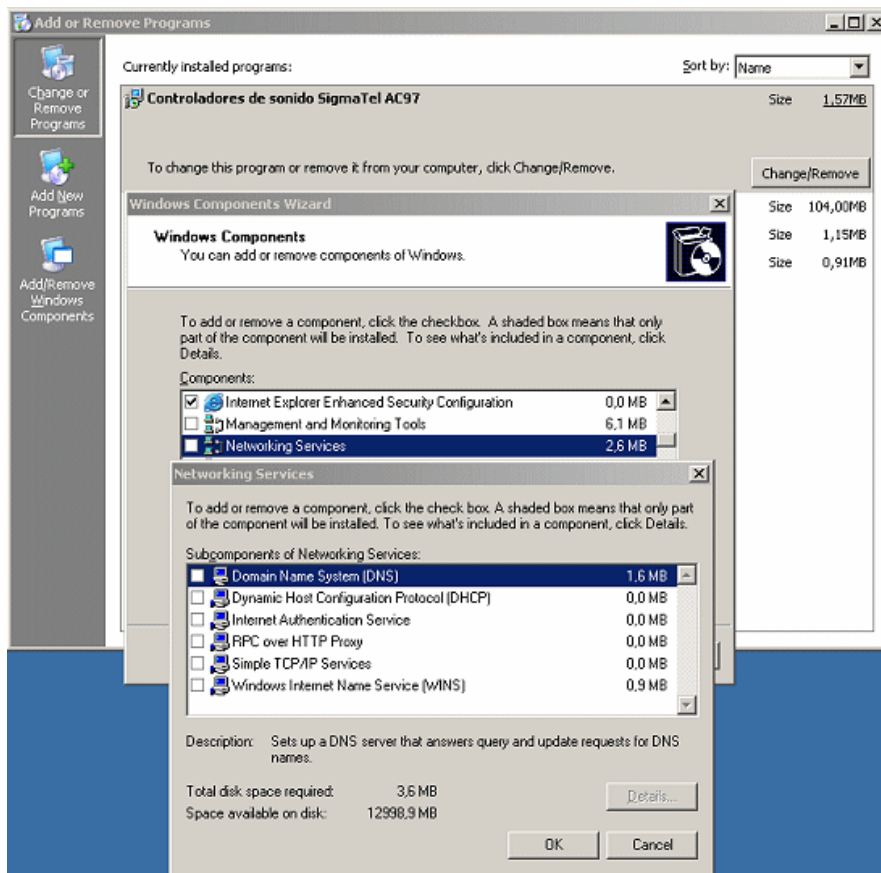 Add or Remove Programs
Change or
Remove
Programs
Add New
Programs
Add/Remove
Windows
Components
Currently installed programs:
Sort by: Name
Controladores de sonido SigmaTel AC97 Size 1,57MB
To change this program or remove it from your computer, click Change/Remove. Change/Remove
Size 104,00MB
Size 1,15MB
Size 0,91MB
Windows Components Wizard
Windows Components
You can add or remove components of Windows.
To add or remove a component, click the checkbox. A shaded box means that only
part of the component will be installed. To see what's included in a component, click
Details.
Components:
Internet Explorer Enhanced Security Configuration 0,0 MB
Management and Monitoring Tools 6,1 MB
Networking Services 2,6 MB
Networking Services
To add or remove a component, click the check box. A shaded box means that only part
of the component will be installed. To see what's included in a component, click Details.
Subcomponents of Networking Services:
Domain Name System (DNS) 1,6 MB
Dynamic Host Configuration Protocol (DHCP) 0,0 MB
Internet Authentication Service 0,0 MB
RPC over HTTP Proxy 0,0 MB
Simple TCP/IP Services 0,0 MB
Windows Internet Name Service (WINS) 0,9 MB
Description: Sets up a DNS server that answers query and update requests for DNS
names.
Total disk space required: 3,6 MB
Space available on disk: 12998,9 MB
Details...
OK Cancel